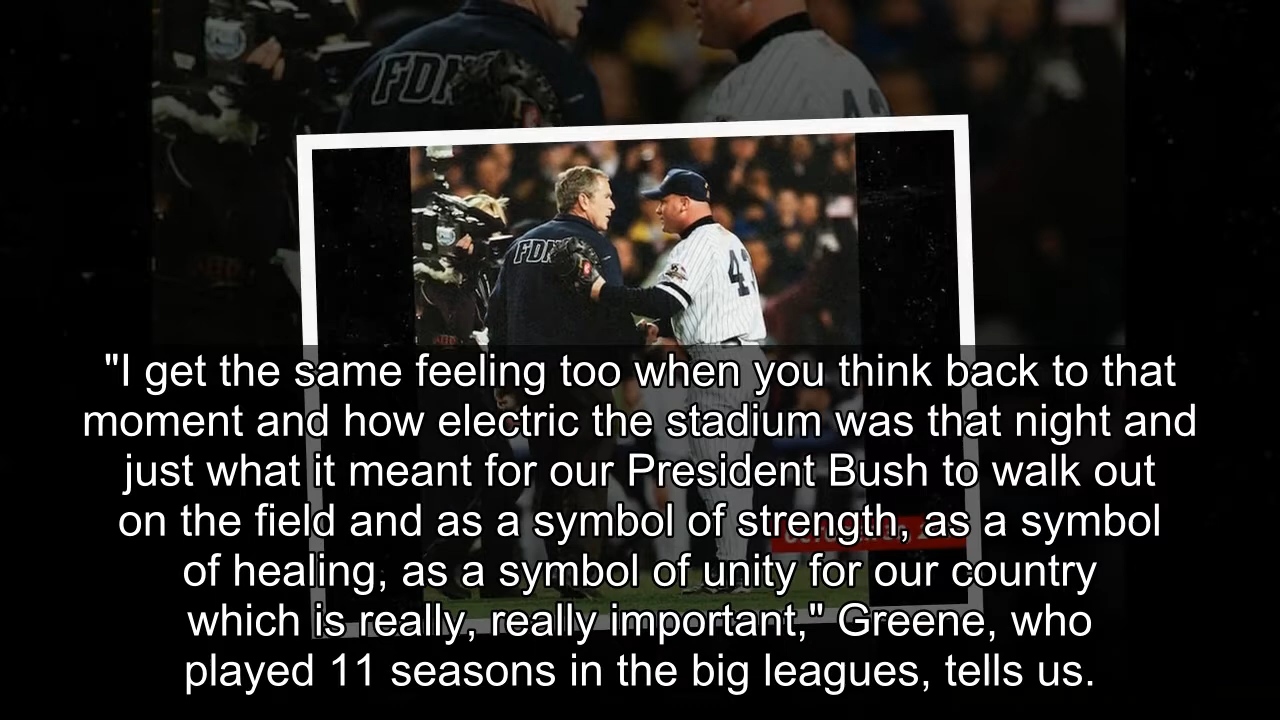 FDN
FDN
4
"I get the same feeling too when you think back to that
moment and how electric the stadium was that night and
just what it meant for our President Bush to walk out
on the field and as a symbol of strength, as a symbol
of healing, as a symbol of unity for our country
which is really, really important," Greene, who
played 11 seasons in the big leagues, tells us.